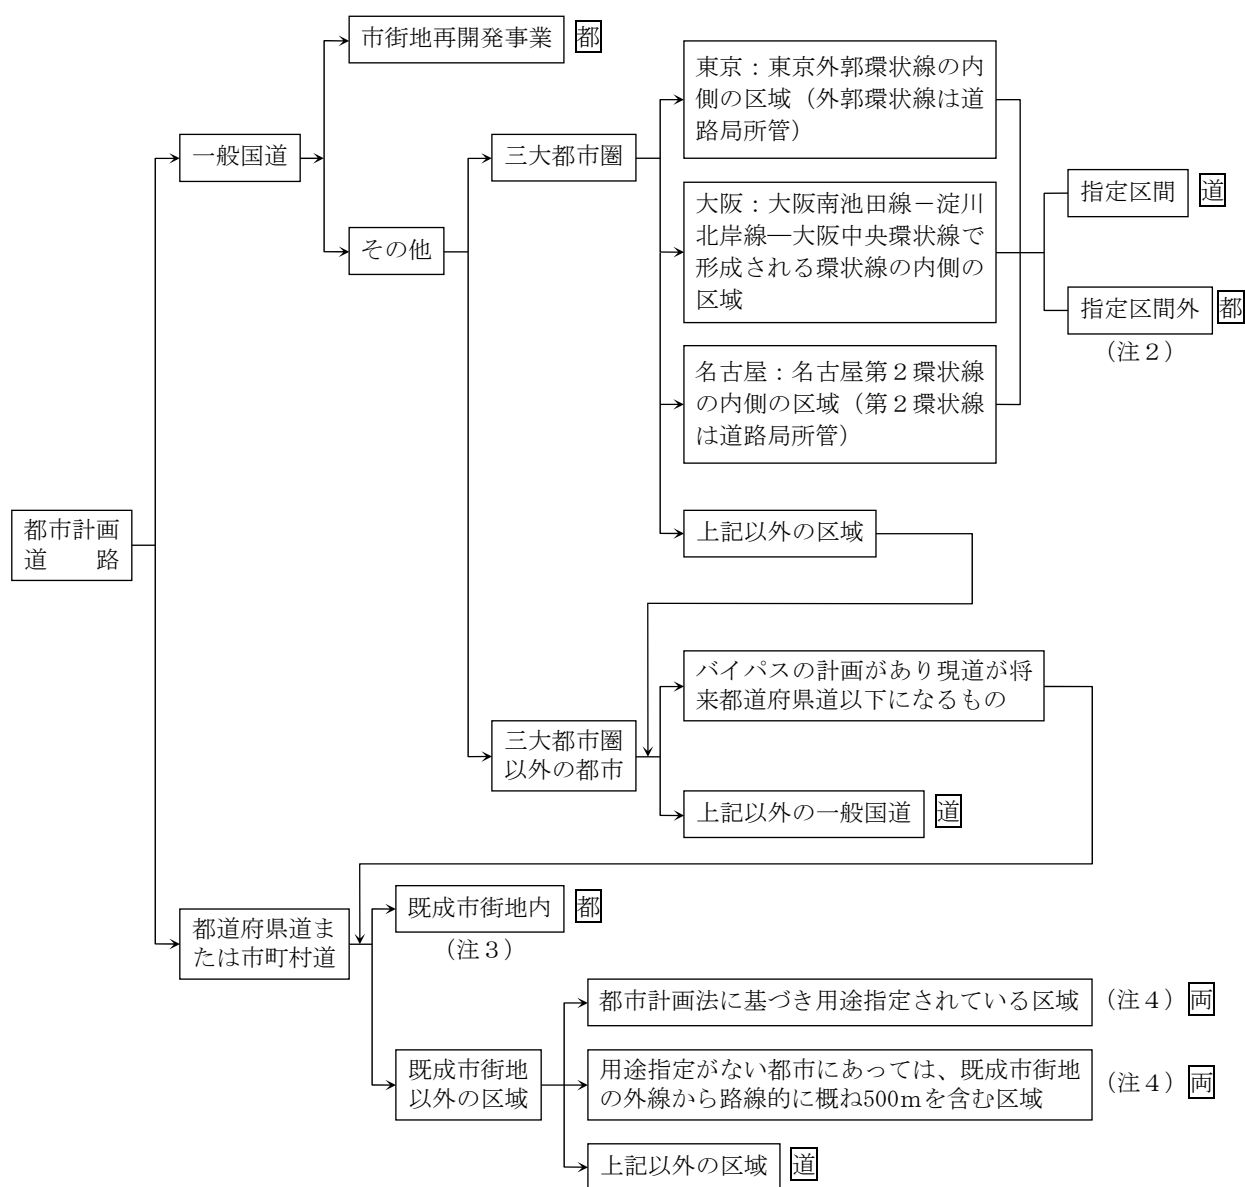 市街地再開発事業 都
東京：東京外郭環状線の内
側の区域（外郭環状線は道
路局所管）
一般国道
三大都市圏
指定区間 道
大阪：大阪南池田線－淀川
北岸線―大阪中央環状線で
形成される環状線の内側の
区域
その他
指定区間外 都
（注２）
名古屋：名古屋第２環状線
の内側の区域（第２環状線
は道路局所管）
都市計画
道　　路
上記以外の区域
バイパスの計画があり現道が将
来都道府県道以下になるもの
三大都市圏
以外の都市
上記以外の一般国道 道
都道府県道ま
たは市町村道
既成市街地内 都
（注３）
都市計画法に基づき用途指定されている区域 （注４） 両
既成市街地
以外の区域
用途指定がない都市にあっては、既成市街地
の外線から路線的に概ね500ｍを含む区域 （注４） 両
上記以外の区域 道